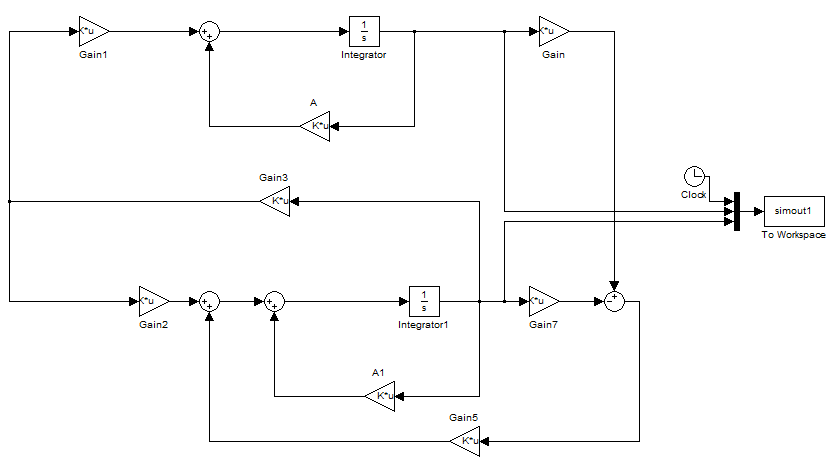 K*u
Gain1
+
+
1
s
Integrator
K*u
Gain
A
K*u
Gain3
K*u
Clock
simout1
To Workspace
K*u
Gain2
+
+
+
+
1
s
Integrator1
K*u
Gain7
+
−
A1
K*u
Gain5
K*u